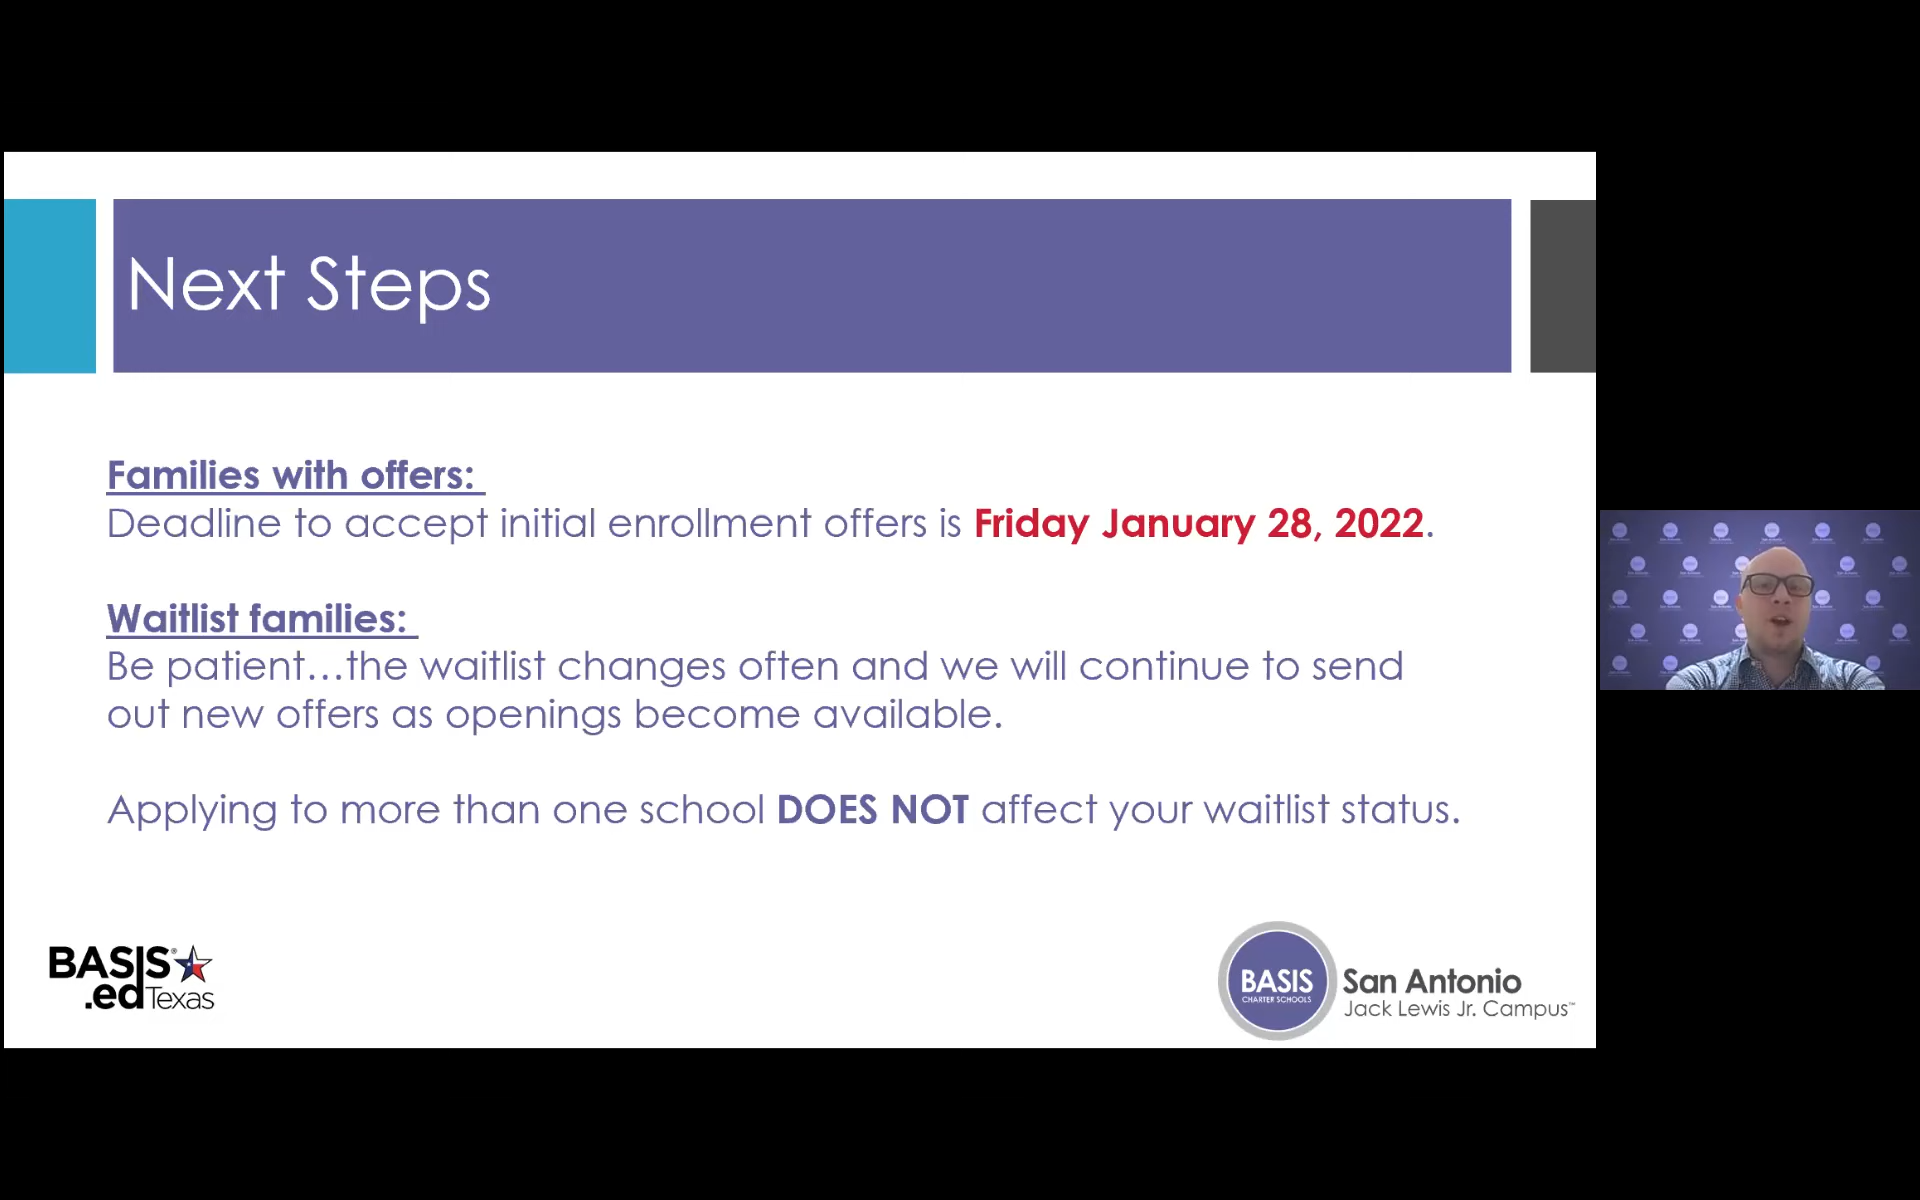 Next Steps
Families with offers:
Deadline to accept initial enrollment offers is Friday January 28, 2022.
Waitlist families:
Be patient...the waitlist changes often and we will continue to send
out new offers as openings become available.
Applying to more than one school DOES NOT affect your waitlist status.
BASIS®
.edTexas
BASIS
CHARTER SCHOOLS
San Antonio
Jack Lewis Jr. Campus™